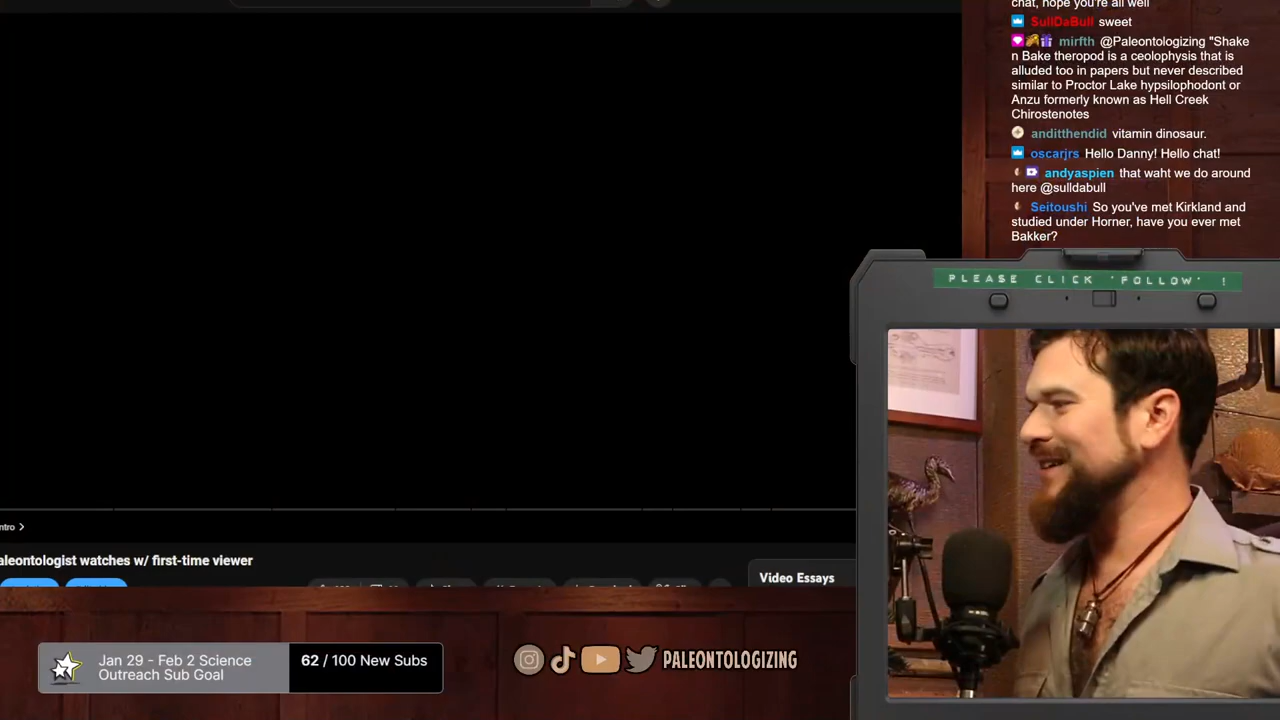 chat, hope you're all well
SullDaBull sweet
mirfth @Paleontologizing "Shake
n Bake theropod is a ceolophysis that is
alluded too in papers but never described
similar to Proctor Lake hypsilophodont or
Anzu formerly known as Hell Creek
Chirostenotes
anditthendid vitamin dinosaur.
oscarjrs Hello Danny! Hello chat!
andyaspien that waht we do around
here @sulldabull
Seitoushi So you've met Kirkland and
studied under Horner, have you ever met
Bakker?
PLEASE CLICK 'FOLLOW' !
ntro
aleontologist watches w/ first-time viewer
Video Essays
Jan 29 - Feb 2 Science
Outreach Sub Goal
62 / 100 New Subs
PALEONTOLOGIZING